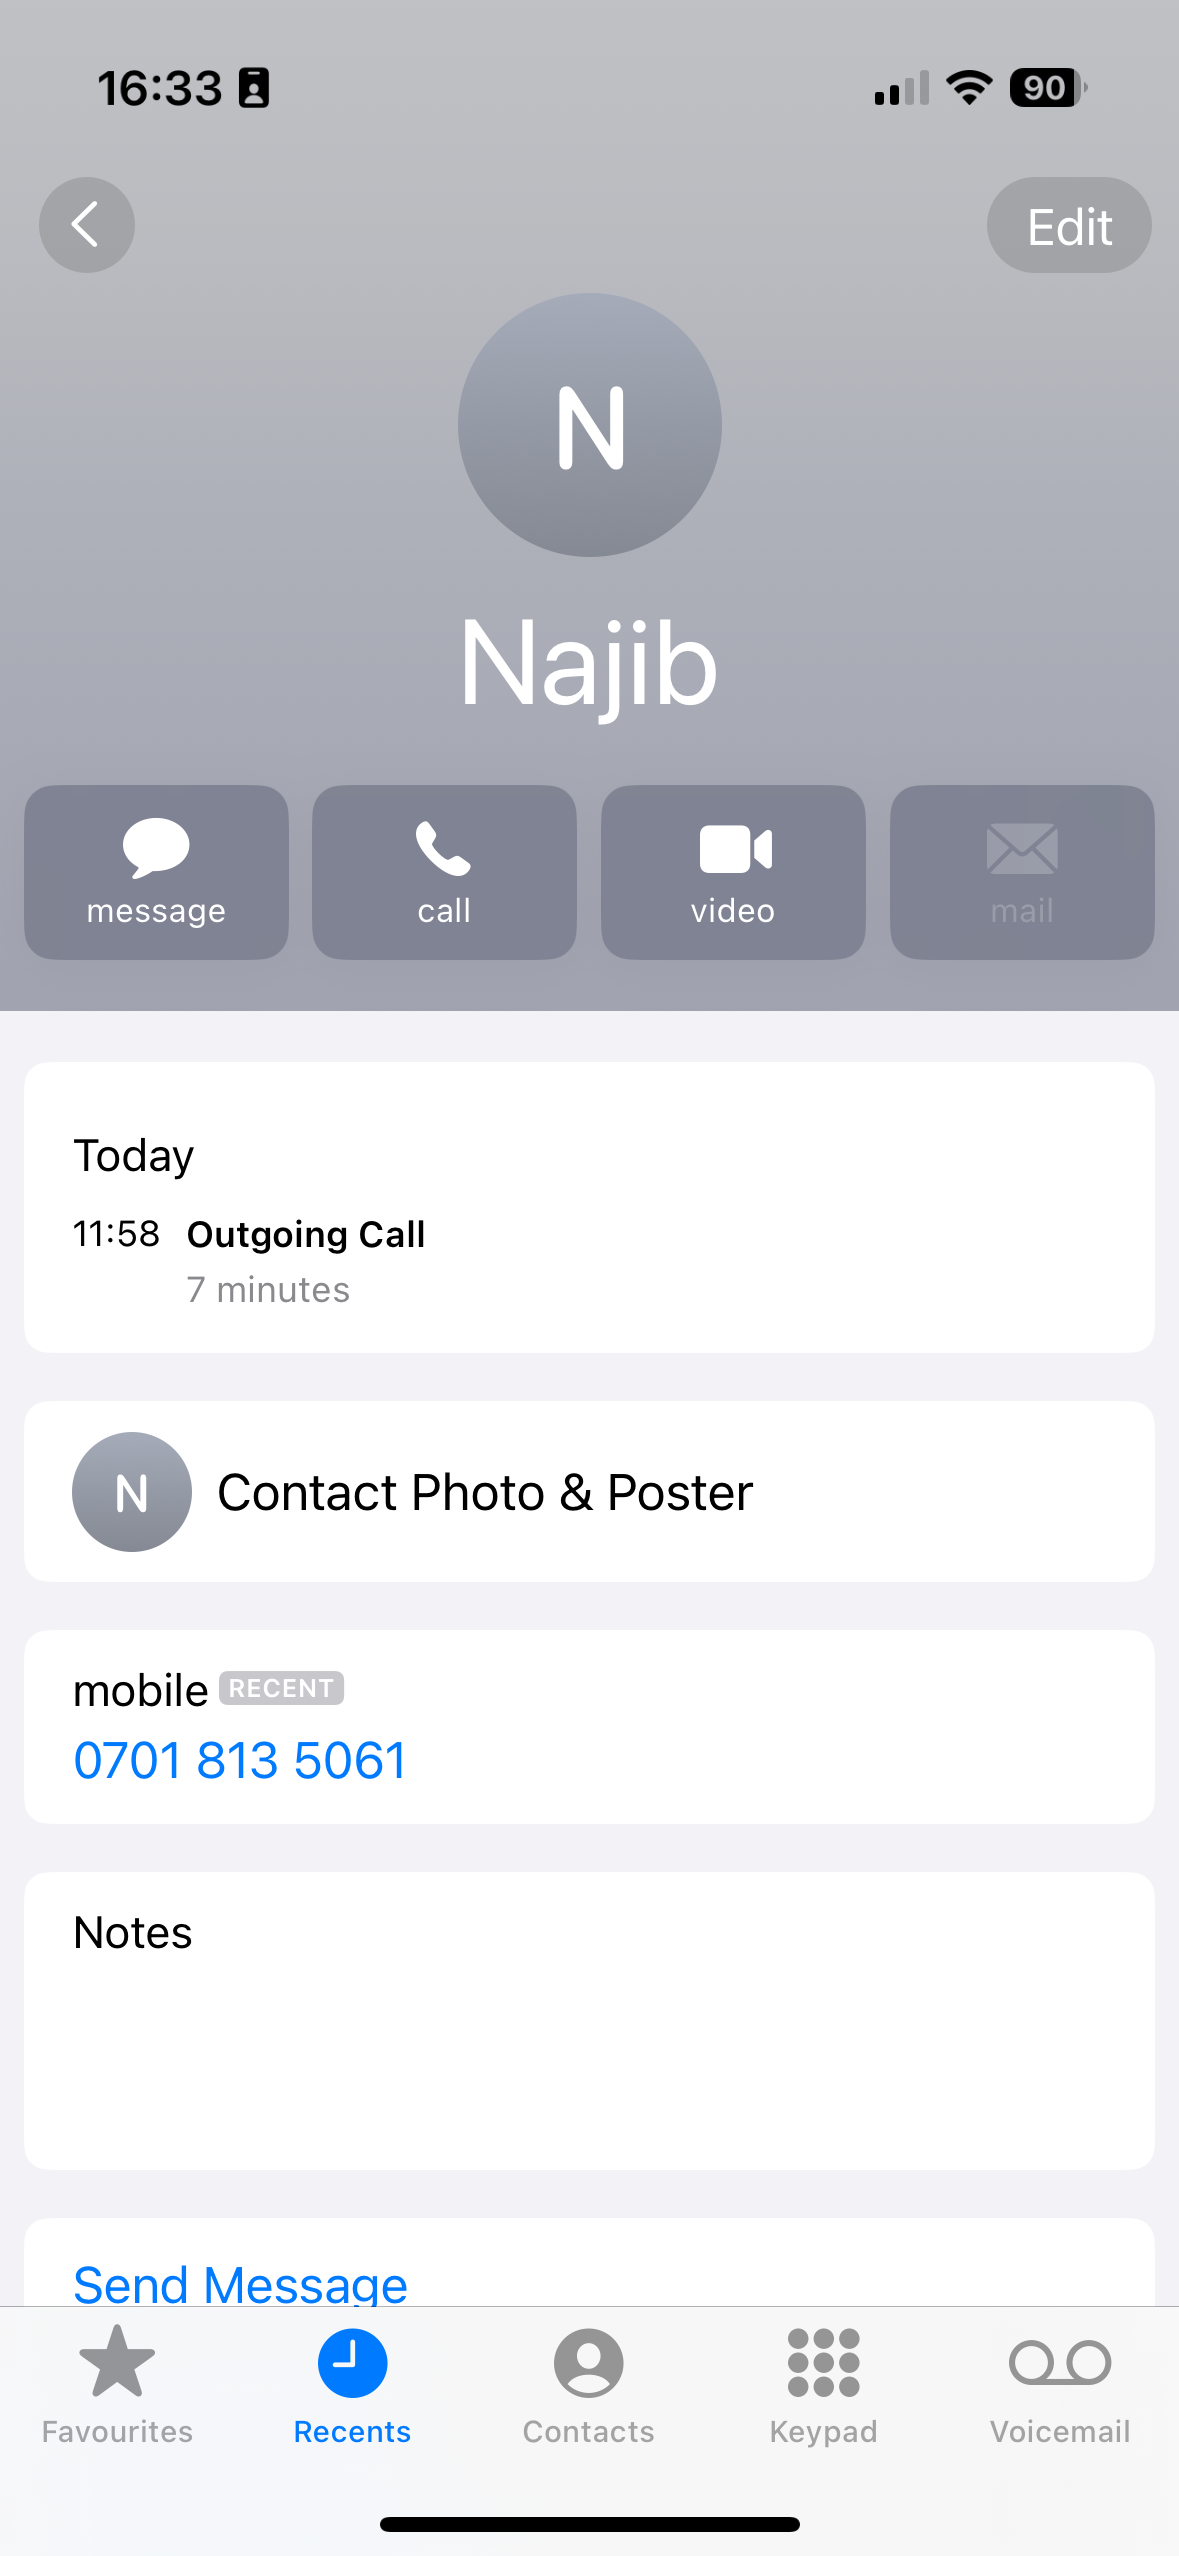 16:33
90
Edit
N
Najib
message
call
video
mail
Today
11:58 Outgoing Call
7 minutes
N
Contact Photo & Poster
mobile RECENT
0701 813 5061
Notes
Send Message
Favourites
Recents
Contacts
Keypad
Voicemail